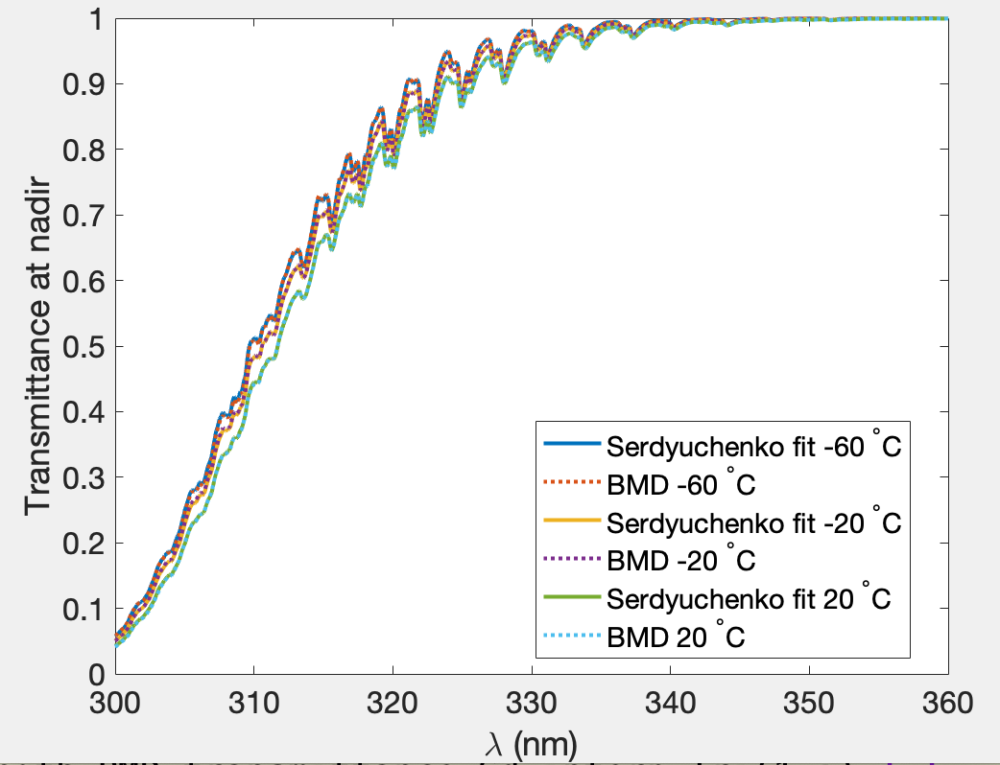 1
0.9
0.8
0.7
0.6
0.5
0.4
0.3
0.2
0.1
0
Transmittance at nadir
Serdyuchenko fit -60 °C
BMD -60 °C
Serdyuchenko fit -20 °C
BMD -20 °C
Serdyuchenko fit 20 °C
BMD 20 °C
300 310 320 330 340 350 360
λ (nm)